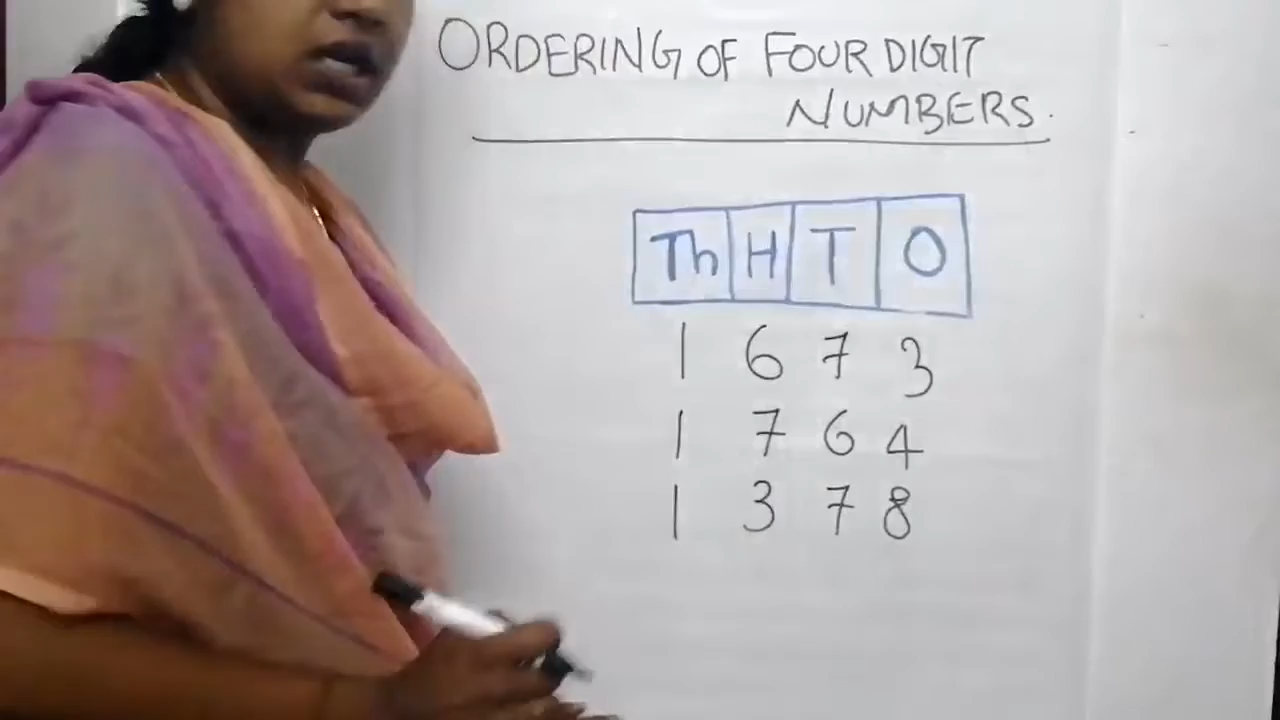 ORDERING OF FOUR DIGIT
NUMBERS.
Th H T O
1 6 7 3
1 7 6 4
1 3 7 8